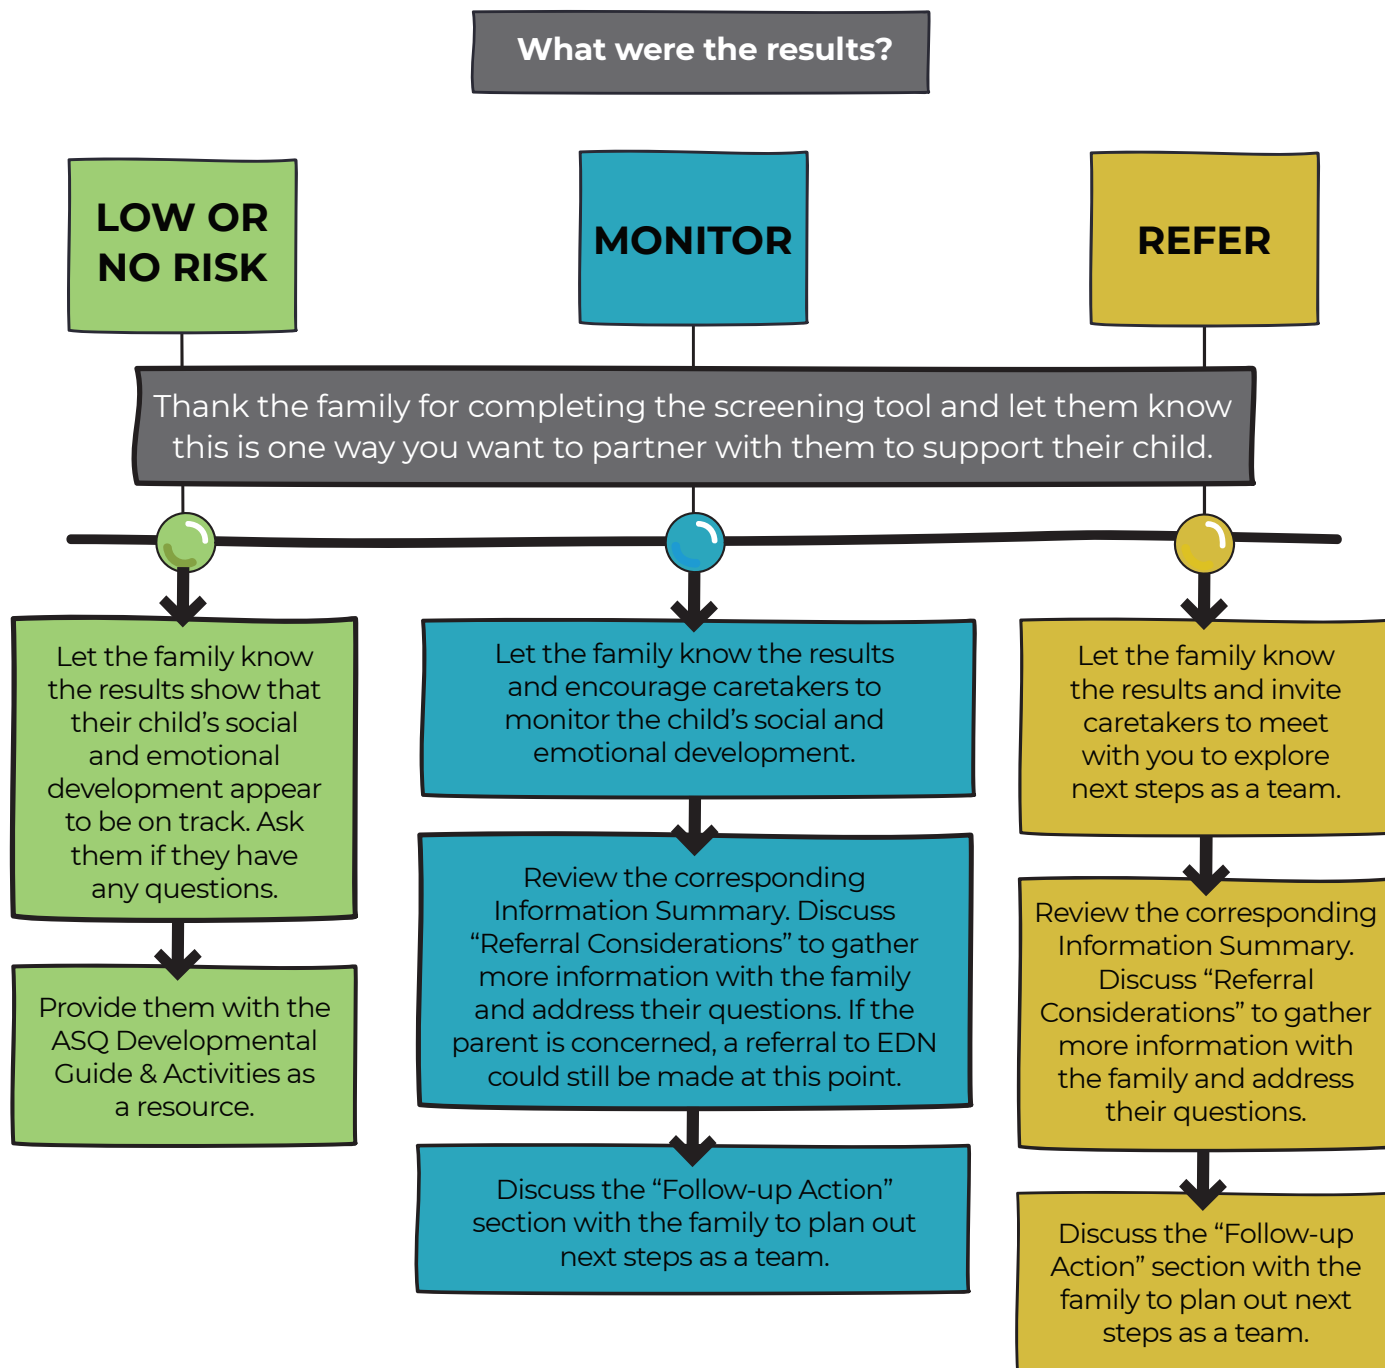 What were the results?
LOW OR
NO RISK
MONITOR
REFER
Thank the family for completing the screening tool and let them know
this is one way you want to partner with them to support their child.
Let the family know
the results show that
their child’s social
and emotional
development appear
to be on track. Ask
them if they have
any questions.
Provide them with the
ASQ Developmental
Guide & Activities as
a resource.
Let the family know the results
and encourage caretakers to
monitor the child’s social and
emotional development.
Review the corresponding
Information Summary. Discuss
“Referral Considerations” to gather
more information with the family
and address their questions. If the
parent is concerned, a referral to EDN
could still be made at this point.
Discuss the “Follow-up Action”
section with the family to plan out
next steps as a team.
Let the family know
the results and invite
caretakers to meet
with you to explore
next steps as a team.
Review the corresponding
Information Summary.
Discuss “Referral
Considerations” to gather
more information with
the family and address
their questions.
Discuss the “Follow-up
Action” section with the
family to plan out next
steps as a team.